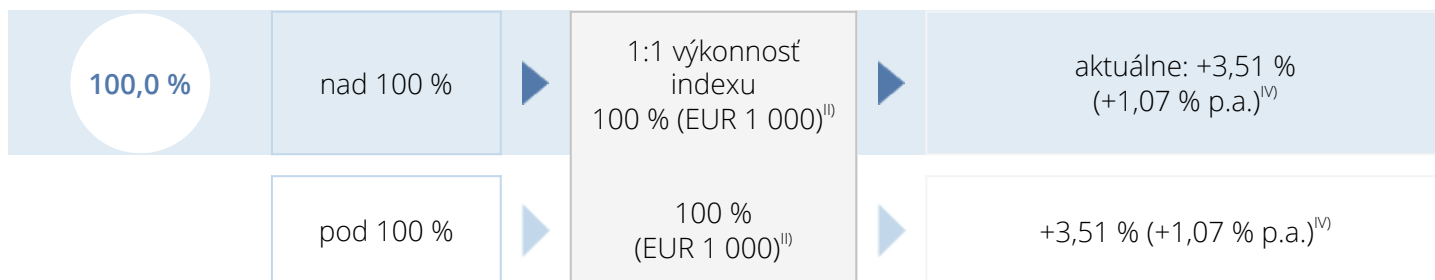 100,0 %
nad 100 %
1:1 výkonnosť
indexu
100 % (EUR 1 000)II)
aktuálne: +3,51 %
(+1,07 % p.a.)IV)
pod 100 %
100 %
(EUR 1 000)II)
+3,51 % (+1,07 % p.a.)IV)